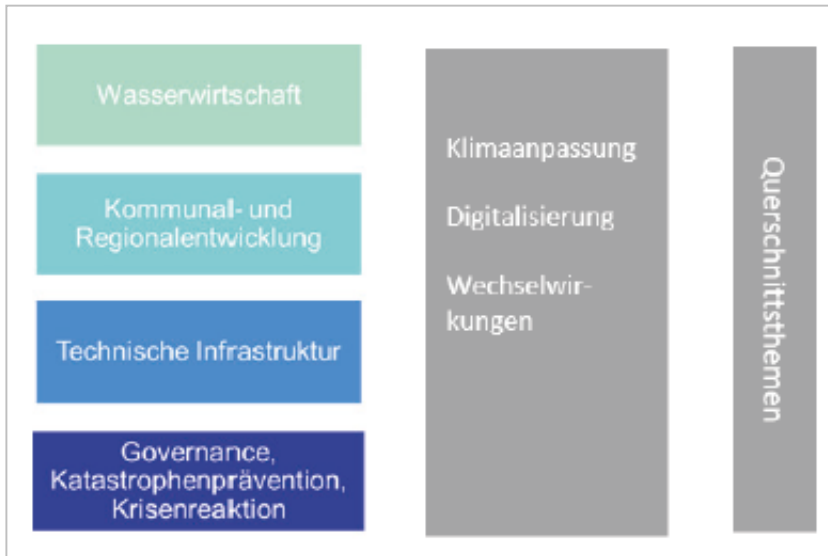 Wasserwirtschaft
Kommunal- und
Regionalentwicklung
Technische Infrastruktur
Governance,
Katastrophenprävention,
Krisenreaktion
Klimaanpassung
Digitalisierung
Wechselwir-
kungen
Querschnittsthemen